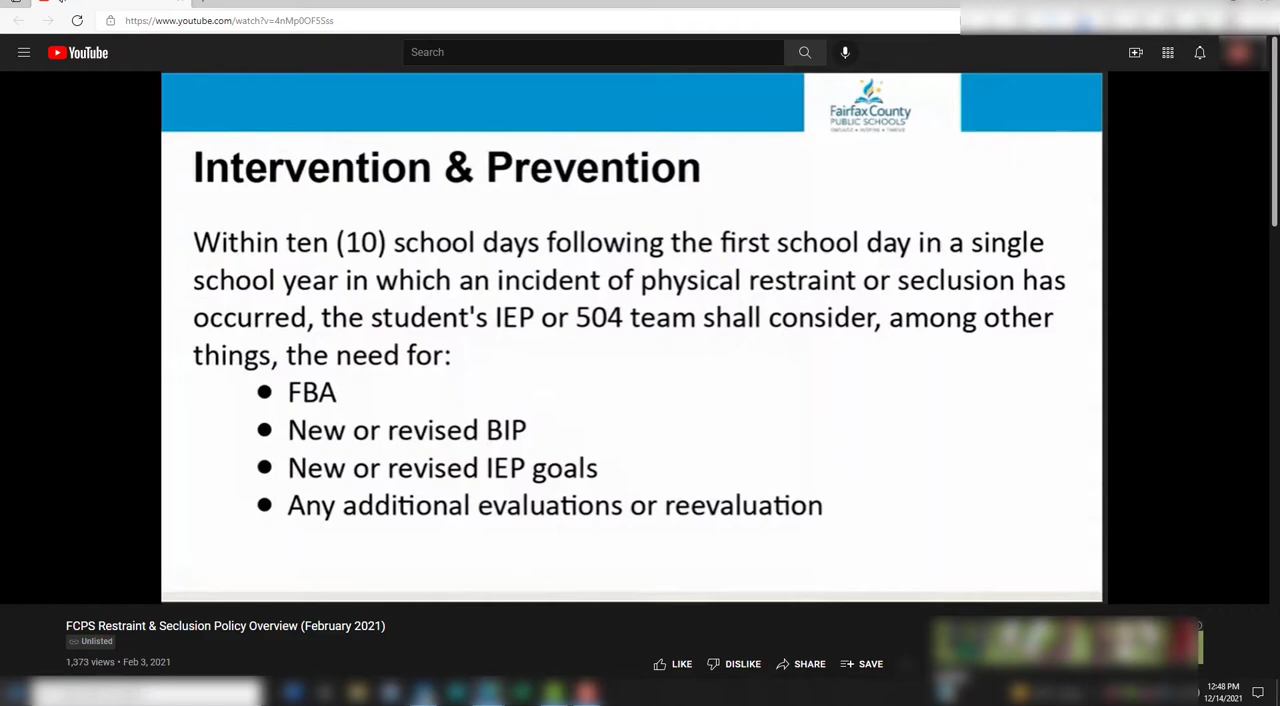 https://www.youtube.com/watch?v=4nMp0OF5Sss
YouTube
Search
Fairfax County
PUBLIC SCHOOLS
Intervention & Prevention
Within ten (10) school days following the first school day in a single
school year in which an incident of physical restraint or seclusion has
occurred, the student's IEP or 504 team shall consider, among other
things, the need for:
● FBA
● New or revised BIP
● New or revised IEP goals
● Any additional evaluations or reevaluation
FCPS Restraint & Seclusion Policy Overview (February 2021)
Unlisted
1,373 views • Feb 3, 2021
LIKE DISLIKE SHARE SAVE
12:48 PM
12/14/2021